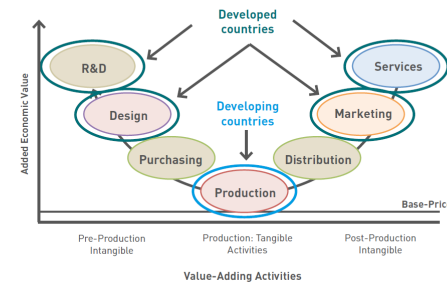 Developed
countries
R&D
Services
Added Economic Value
Design
Developing
countries
Marketing
Purchasing
Distribution
Production
Base-Price
Pre-Production
Intangible
Production: Tangible
Activities
Post-Production
Intangible
Value-Adding Activities